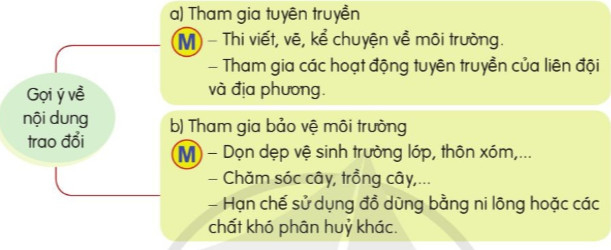 a) Tham gia tuyên truyền
M – Thi viết, vẽ, kể chuyện về môi trường.
– Tham gia các hoạt động tuyên truyền của liên đội
và địa phương.
Gợi ý về
nội dung
trao đổi
b) Tham gia bảo vệ môi trường
M – Dọn dẹp vệ sinh trường lớp, thôn xóm,...
– Chăm sóc cây, trồng cây,...
– Hạn chế sử dụng đồ dùng bằng ni lông hoặc các
chất khó phân huỷ khác.